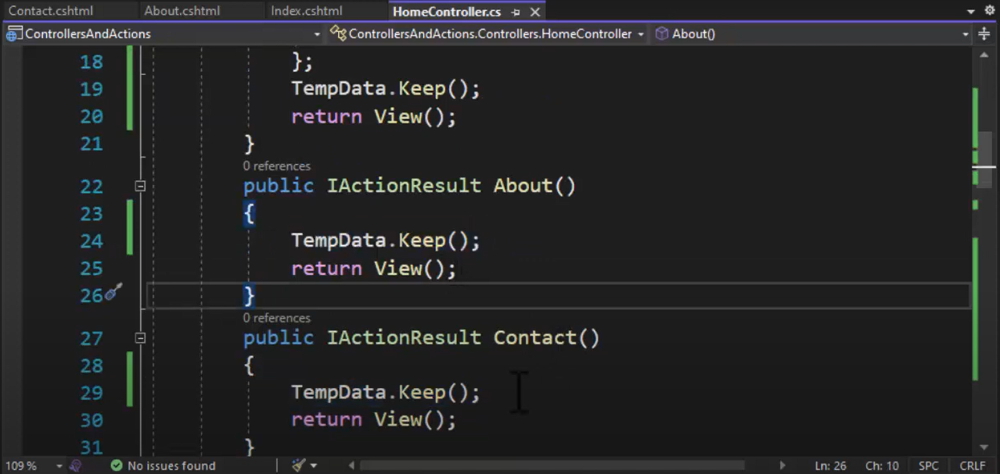 Contact.cshtml About.cshtml Index.cshtml HomeController.cs
ControllersAndActions ControllersAndActions.Controllers.HomeController About()
18 };
19 TempData.Keep();
20 return View();
21 }
0 references
22 public IActionResult About()
23 {
24 TempData.Keep();
25 return View();
26 }
0 references
27 public IActionResult Contact()
28 {
29 TempData.Keep();
30 return View();
31 }
109 % No issues found Ln: 26 Ch: 10 SPC CRLF